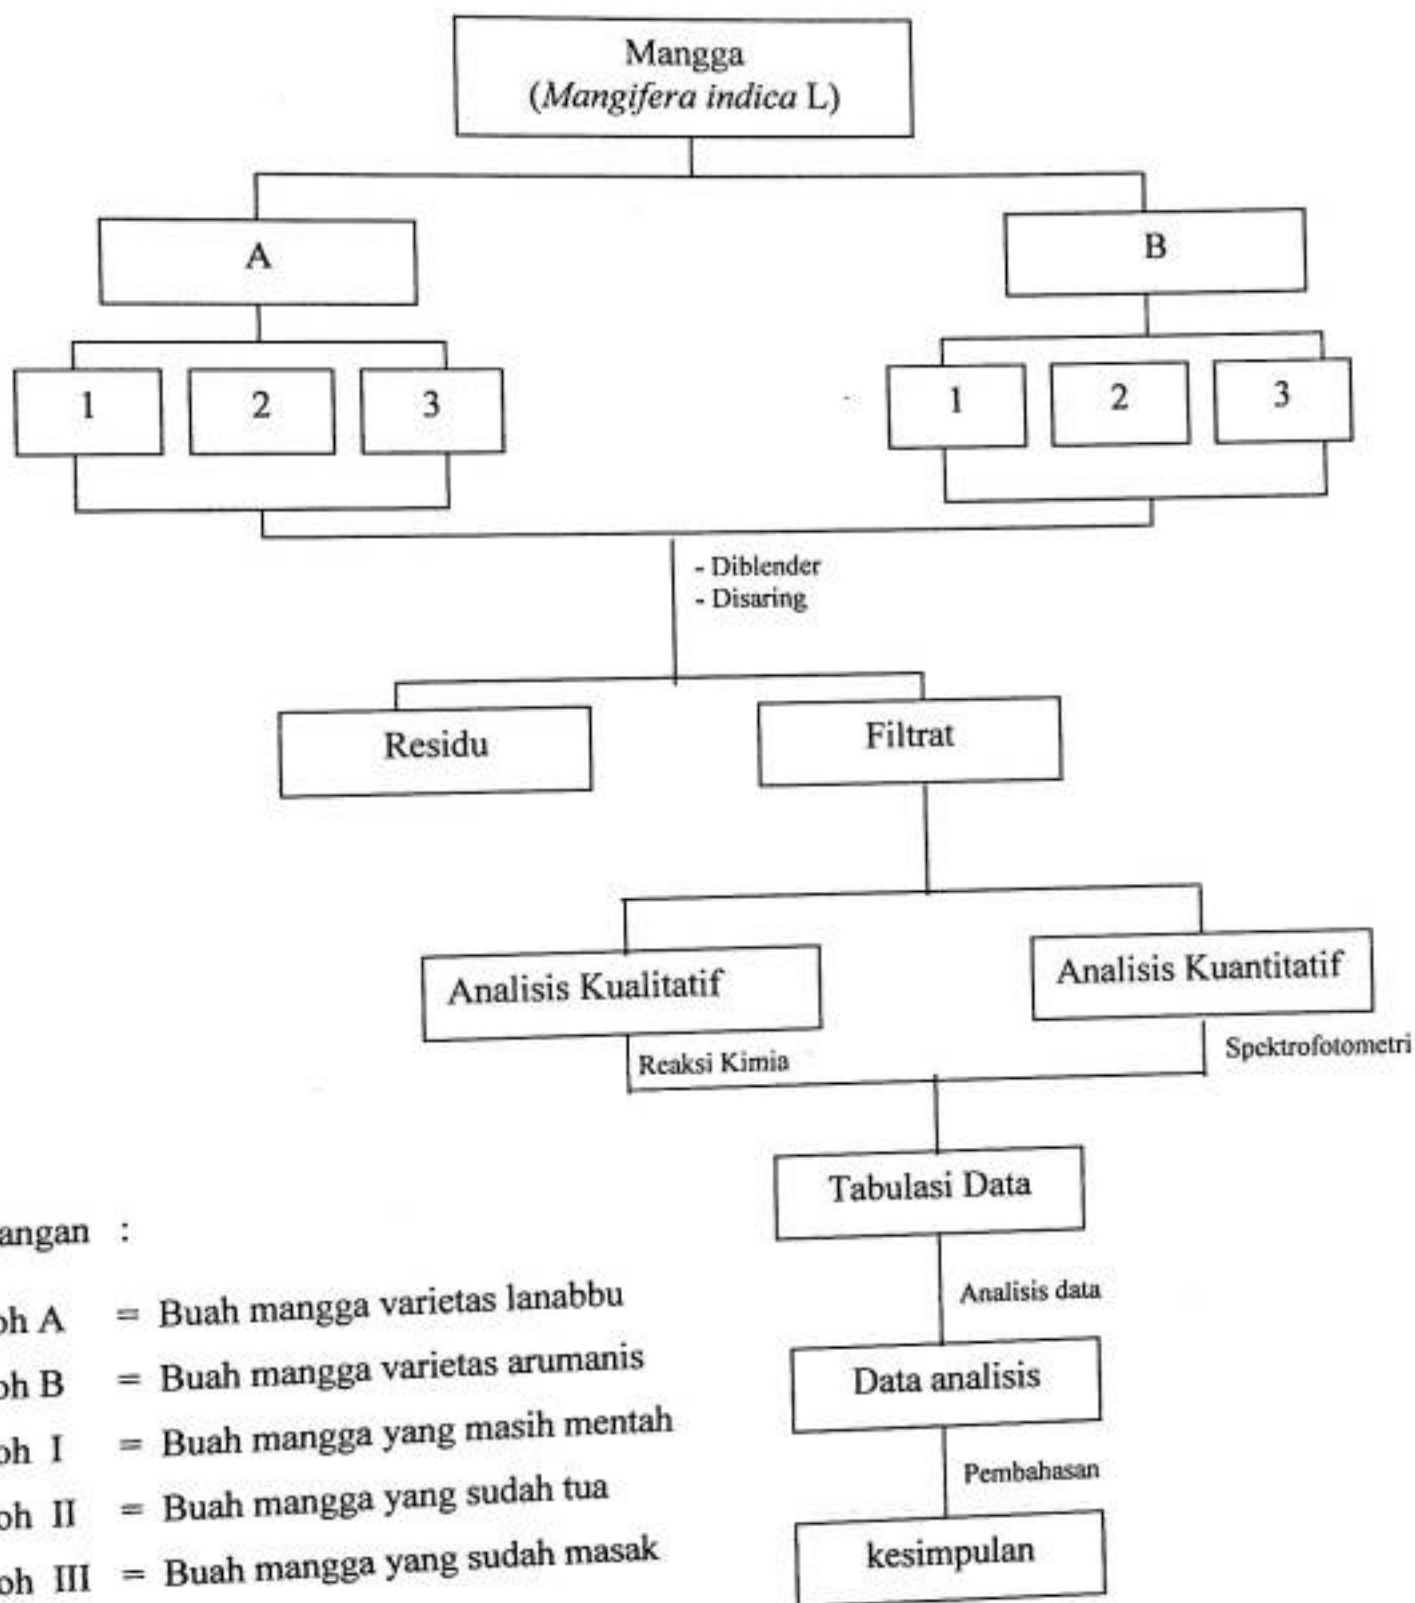 Mangga
(Mangifera indica L)
A
B
1
2
3
1
2
3
- Diblender
- Disaring
Residu
Filtrat
Analisis Kualitatif
Analisis Kuantitatif
Reaksi Kimia
Spektrofotometri
Tabulasi Data
Analisis data
Data analisis
Pembahasan
kesimpulan
angan :
oh A = Buah mangga varietas lanabbu
oh B = Buah mangga varietas arumanis
oh I = Buah mangga yang masih mentah
oh II = Buah mangga yang sudah tua
oh III = Buah mangga yang sudah masak